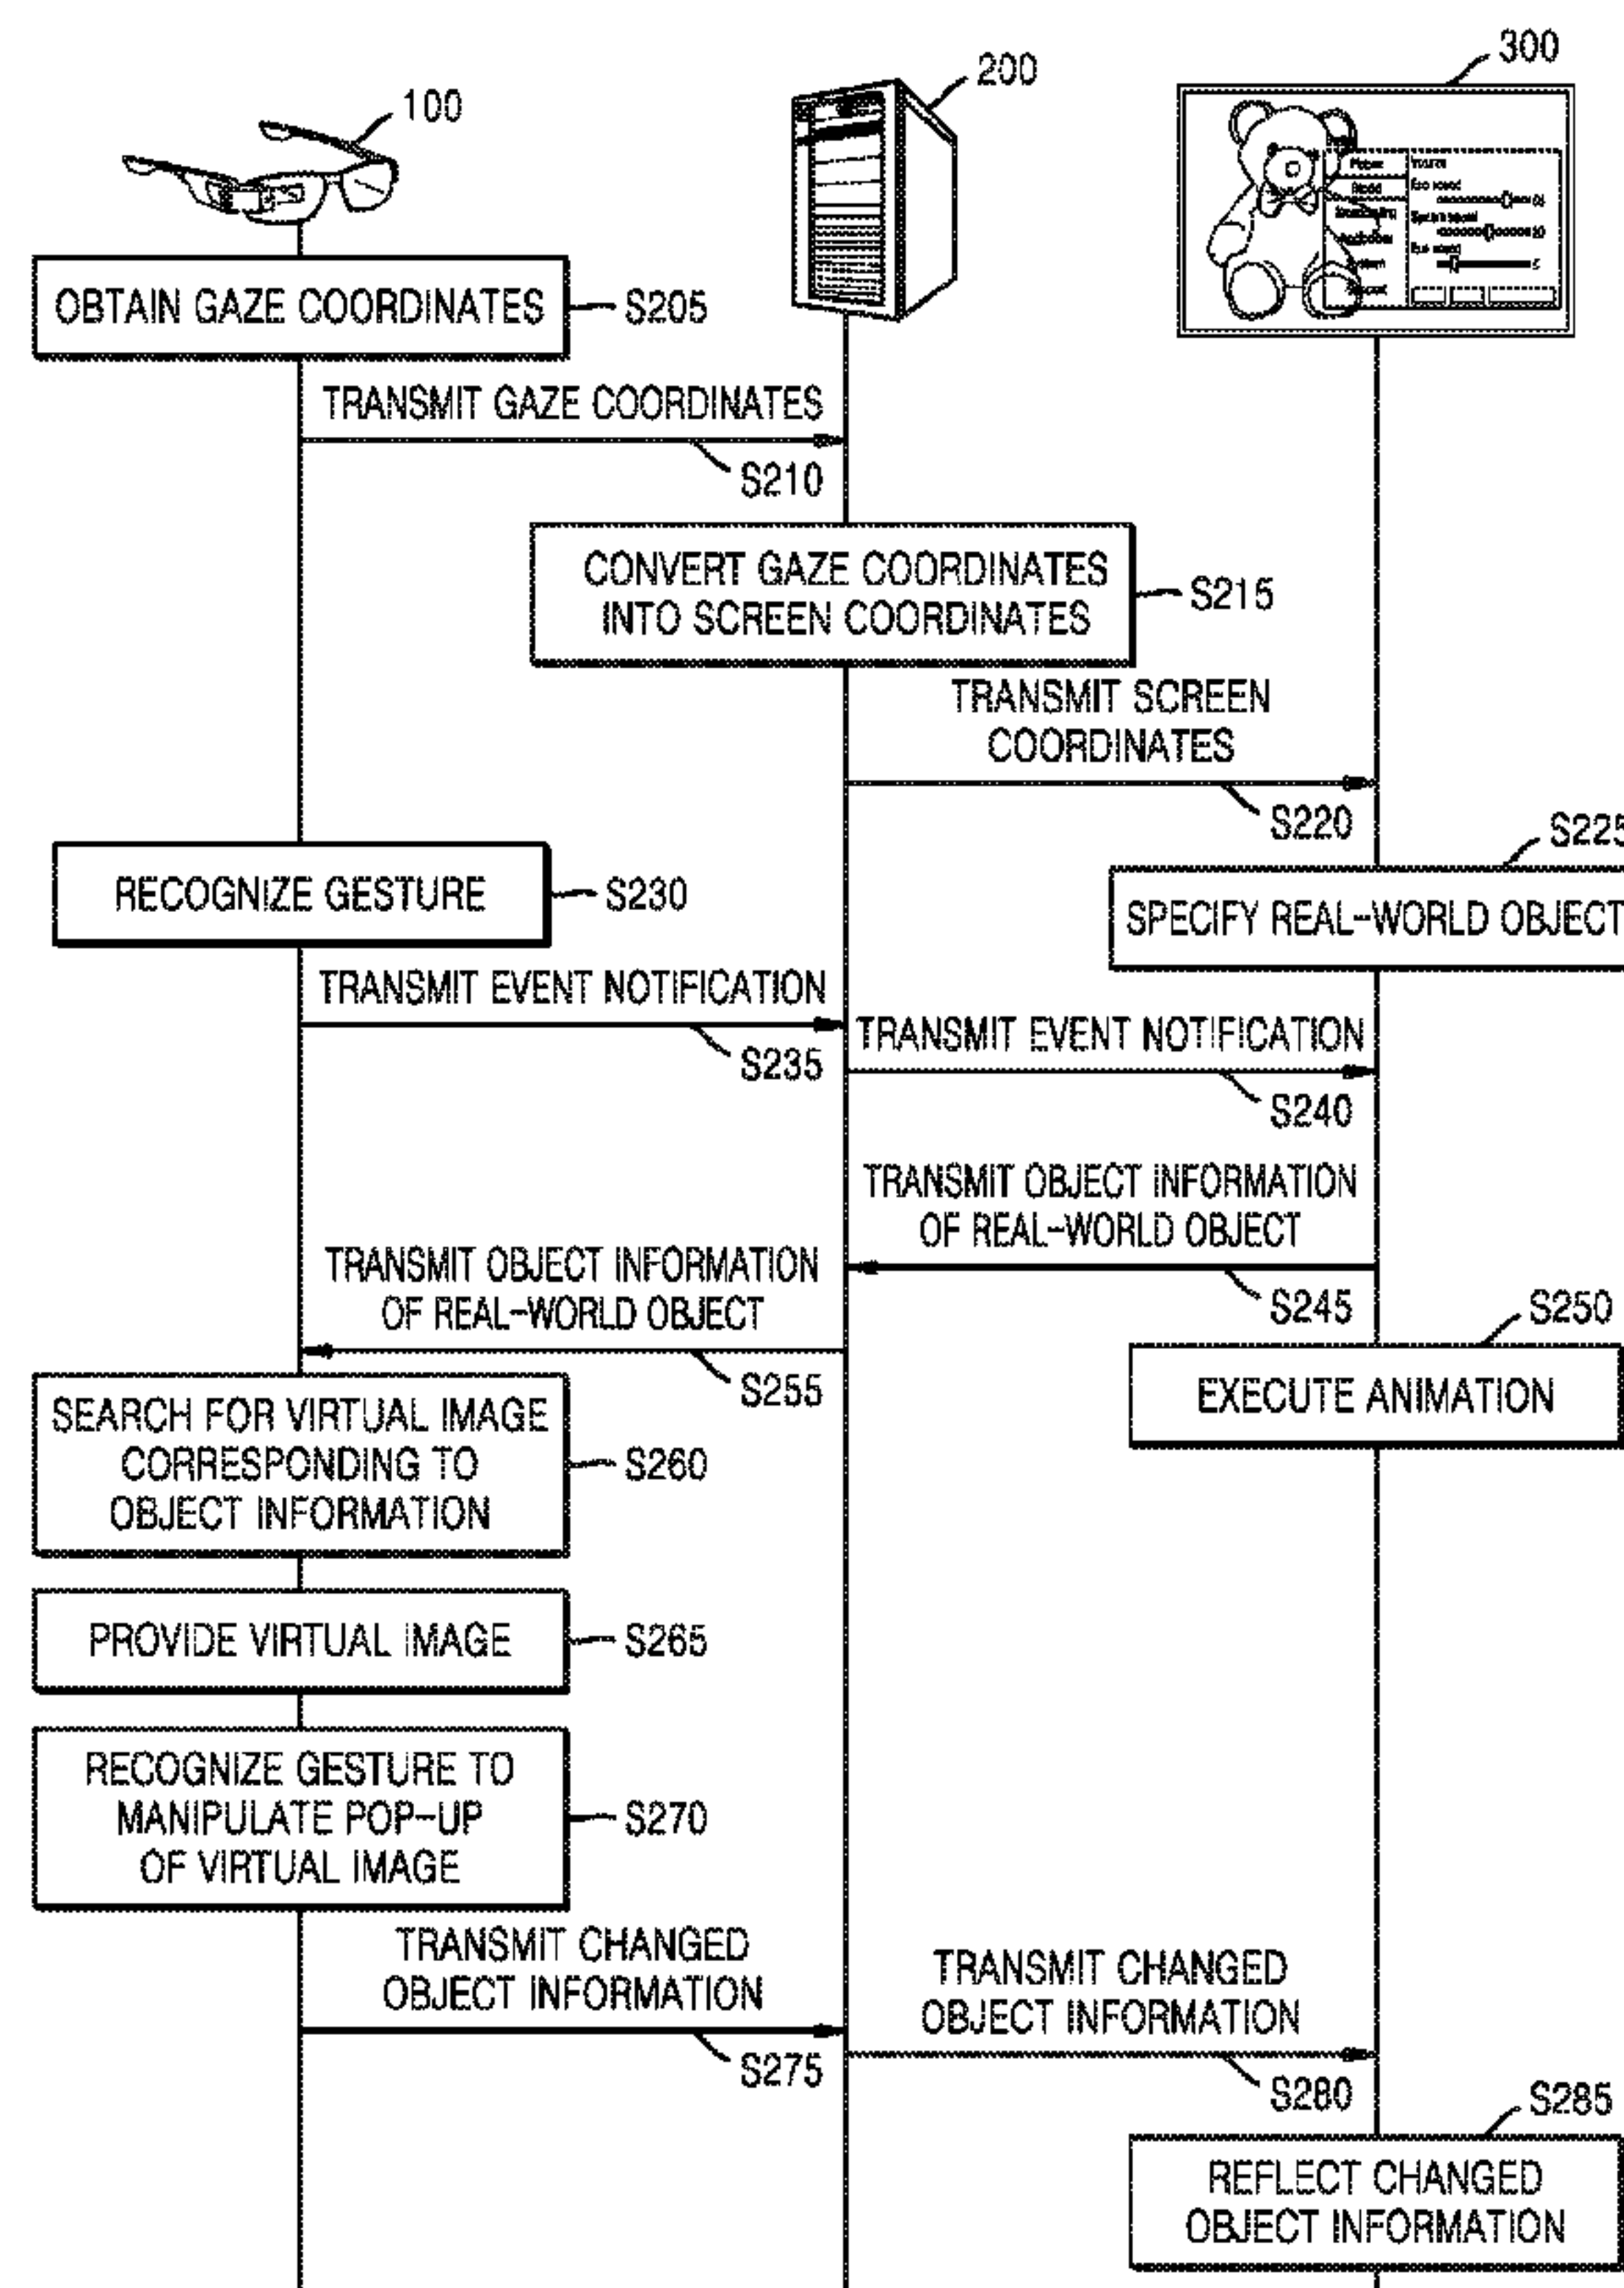 300
200
100
OBTAIN GAZE COORDINATES
S205
TRANSMIT GAZE COORDINATES
S210
CONVERT GAZE COORDINATES
INTO SCREEN COORDINATES
S215
TRANSMIT SCREEN
COORDINATES
S220
S225
SPECIFY REAL-WORLD OBJECT
RECOGNIZE GESTURE
S230
TRANSMIT EVENT NOTIFICATION
S235
TRANSMIT EVENT NOTIFICATION
S240
TRANSMIT OBJECT INFORMATION
OF REAL-WORLD OBJECT
S245
S250
EXECUTE ANIMATION
TRANSMIT OBJECT INFORMATION
OF REAL-WORLD OBJECT
S255
SEARCH FOR VIRTUAL IMAGE
CORRESPONDING TO
OBJECT INFORMATION
S260
PROVIDE VIRTUAL IMAGE
S265
RECOGNIZE GESTURE TO
MANIPULATE POP-UP
OF VIRTUAL IMAGE
S270
TRANSMIT CHANGED
OBJECT INFORMATION
S275
TRANSMIT CHANGED
OBJECT INFORMATION
S280
S285
REFLECT CHANGED
OBJECT INFORMATION